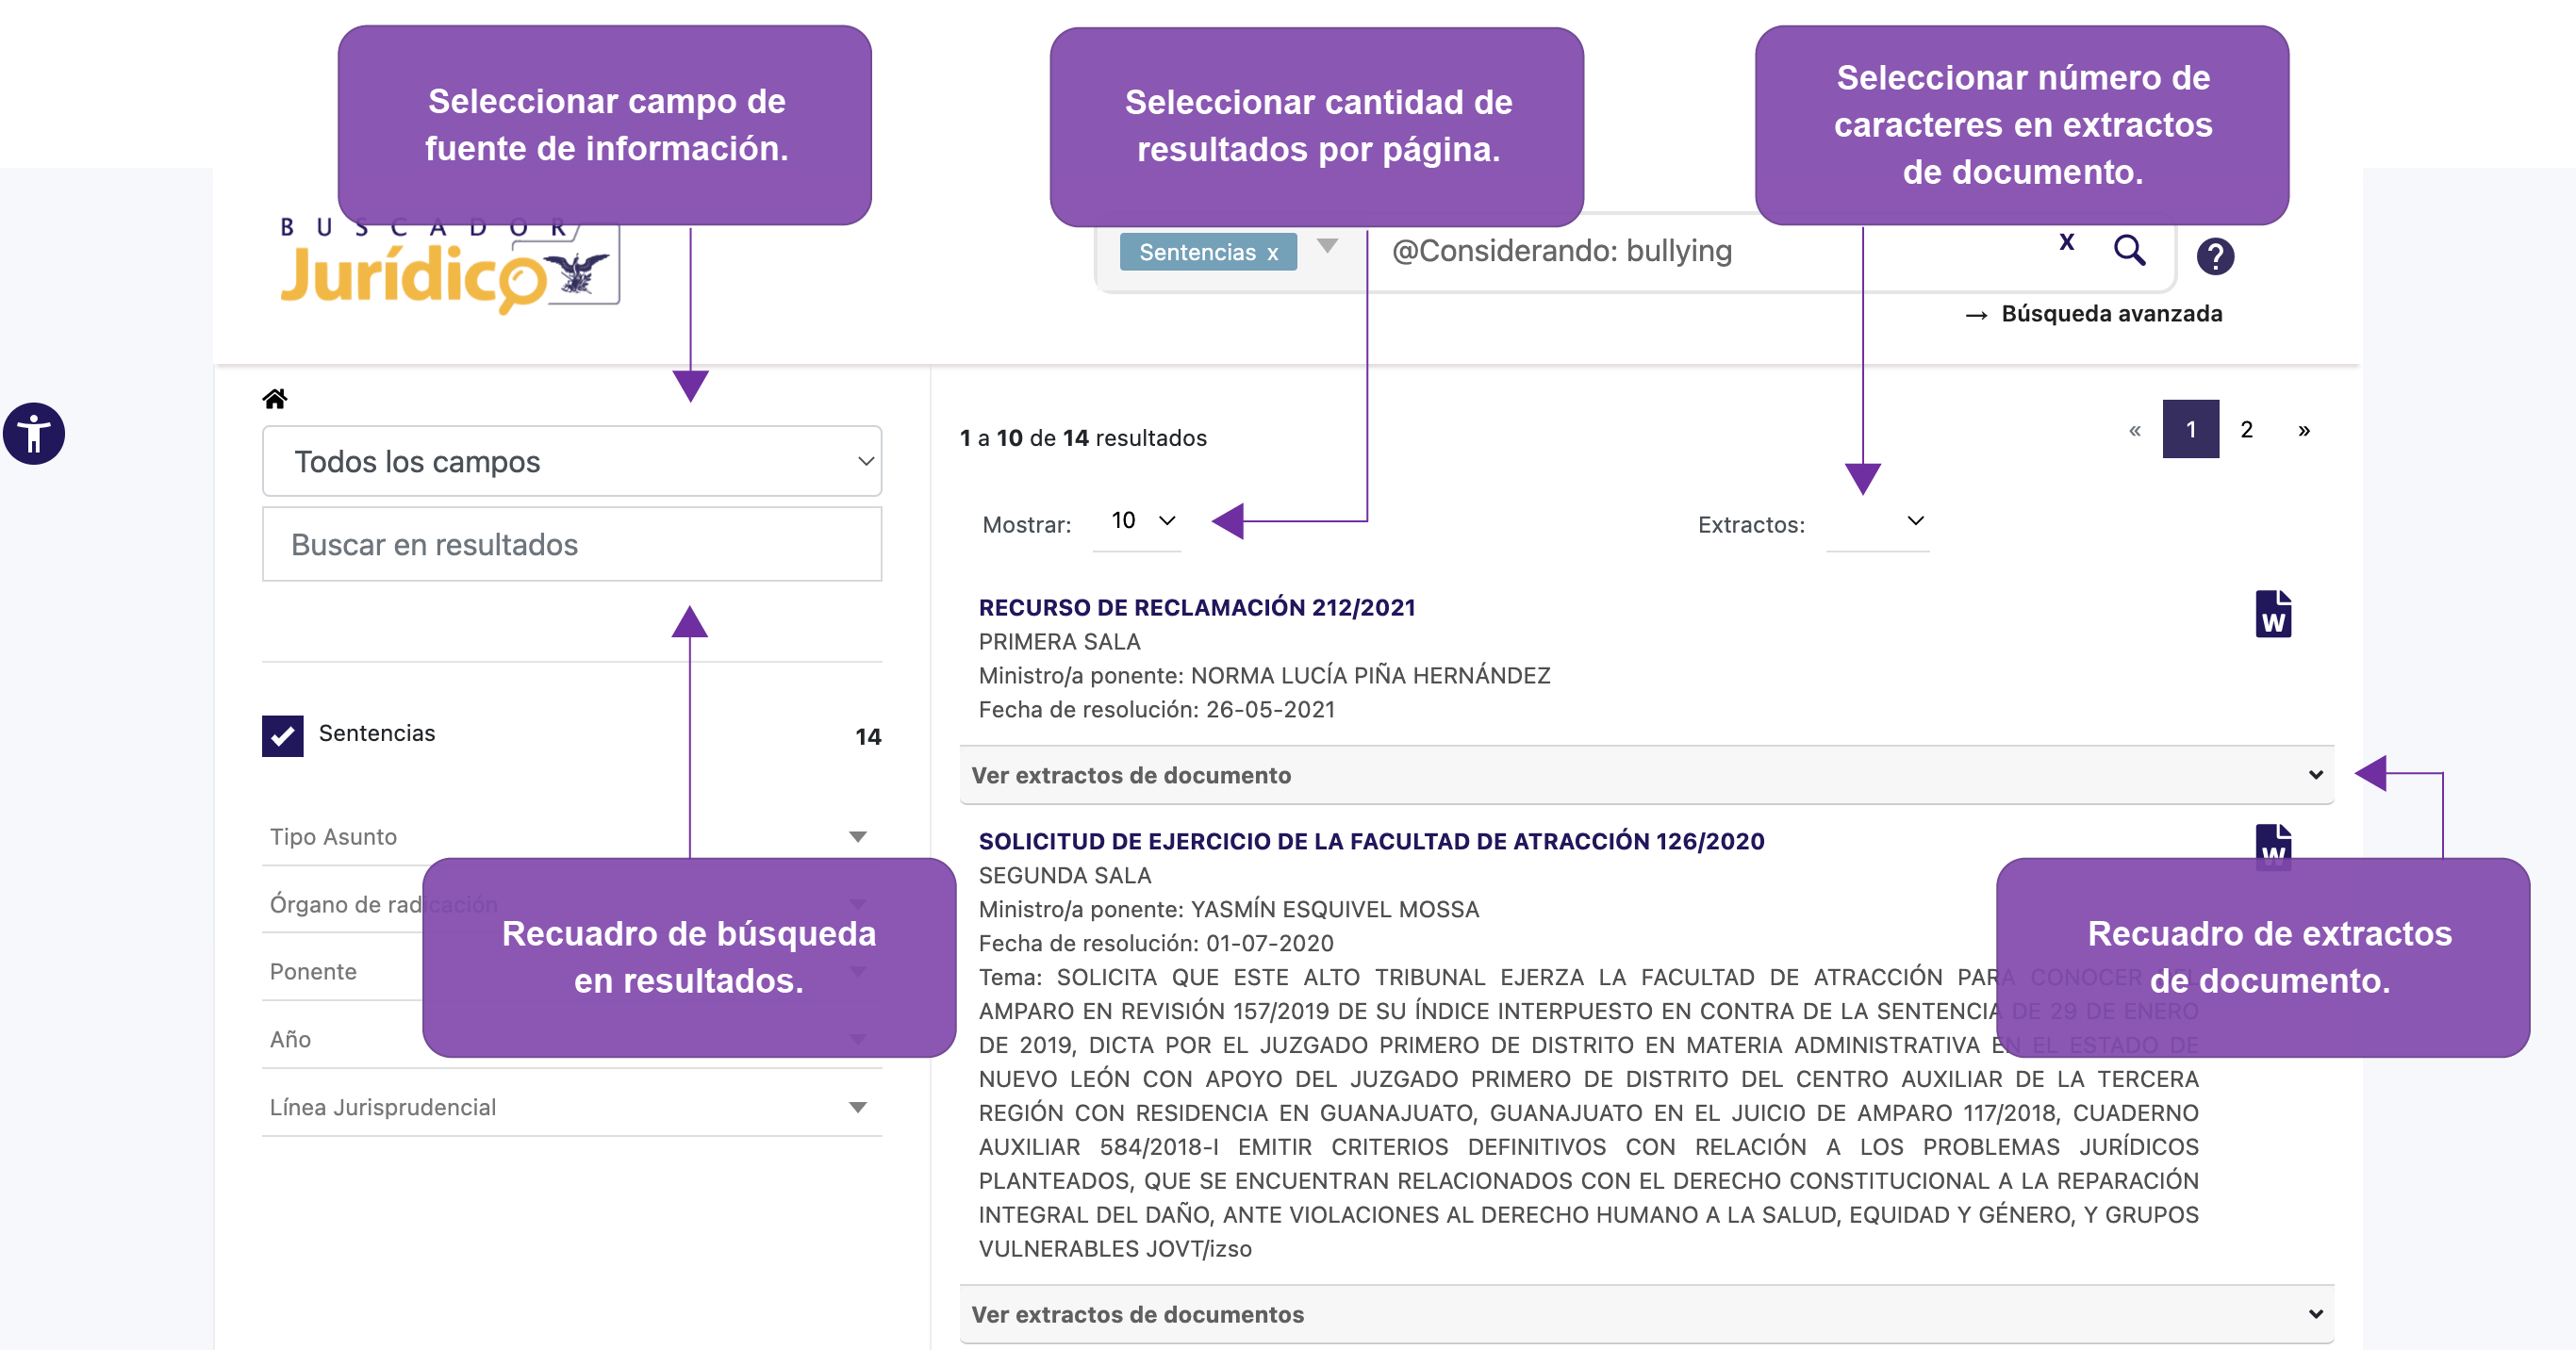 Seleccionar campo de
fuente de información.
Seleccionar cantidad de
resultados por página.
Seleccionar número de
caracteres en extractos
de documento.
BUSCADOR
Jurídico
Sentencias x
@Considerando: bullying
x
?
→ Búsqueda avanzada
Todos los campos
Buscar en resultados
Sentencias 14
Tipo Asunto
Órgano de radicación
Ponente
Año
Línea Jurisprudencial
Recuadro de búsqueda
en resultados.
1 a 10 de 14 resultados
« 1 2 »
Mostrar: 10
Extractos:
RECURSO DE RECLAMACIÓN 212/2021
W
PRIMERA SALA
Ministro/a ponente: NORMA LUCÍA PIÑA HERNÁNDEZ
Fecha de resolución: 26-05-2021
Ver extractos de documento
SOLICITUD DE EJERCICIO DE LA FACULTAD DE ATRACCIÓN 126/2020
W
SEGUNDA SALA
Ministro/a ponente: YASMÍN ESQUIVEL MOSSA
Fecha de resolución: 01-07-2020
Tema: SOLICITA QUE ESTE ALTO TRIBUNAL EJERZA LA FACULTAD DE ATRACCIÓN PARA CONOCER DEL
AMPARO EN REVISIÓN 157/2019 DE SU ÍNDICE INTERPUESTO EN CONTRA DE LA SENTENCIA DE 29 DE ENERO
DE 2019, DICTA POR EL JUZGADO PRIMERO DE DISTRITO EN MATERIA ADMINISTRATIVA EN EL ESTADO DE
NUEVO LEÓN CON APOYO DEL JUZGADO PRIMERO DE DISTRITO DEL CENTRO AUXILIAR DE LA TERCERA
REGIÓN CON RESIDENCIA EN GUANAJUATO, GUANAJUATO EN EL JUICIO DE AMPARO 117/2018, CUADERNO
AUXILIAR 584/2018-I EMITIR CRITERIOS DEFINITIVOS CON RELACIÓN A LOS PROBLEMAS JURÍDICOS
PLANTEADOS, QUE SE ENCUENTRAN RELACIONADOS CON EL DERECHO CONSTITUCIONAL A LA REPARACIÓN
INTEGRAL DEL DAÑO, ANTE VIOLACIONES AL DERECHO HUMANO A LA SALUD, EQUIDAD Y GÉNERO, Y GRUPOS
VULNERABLES JOVT/izso
Ver extractos de documentos
Recuadro de extractos
de documento.